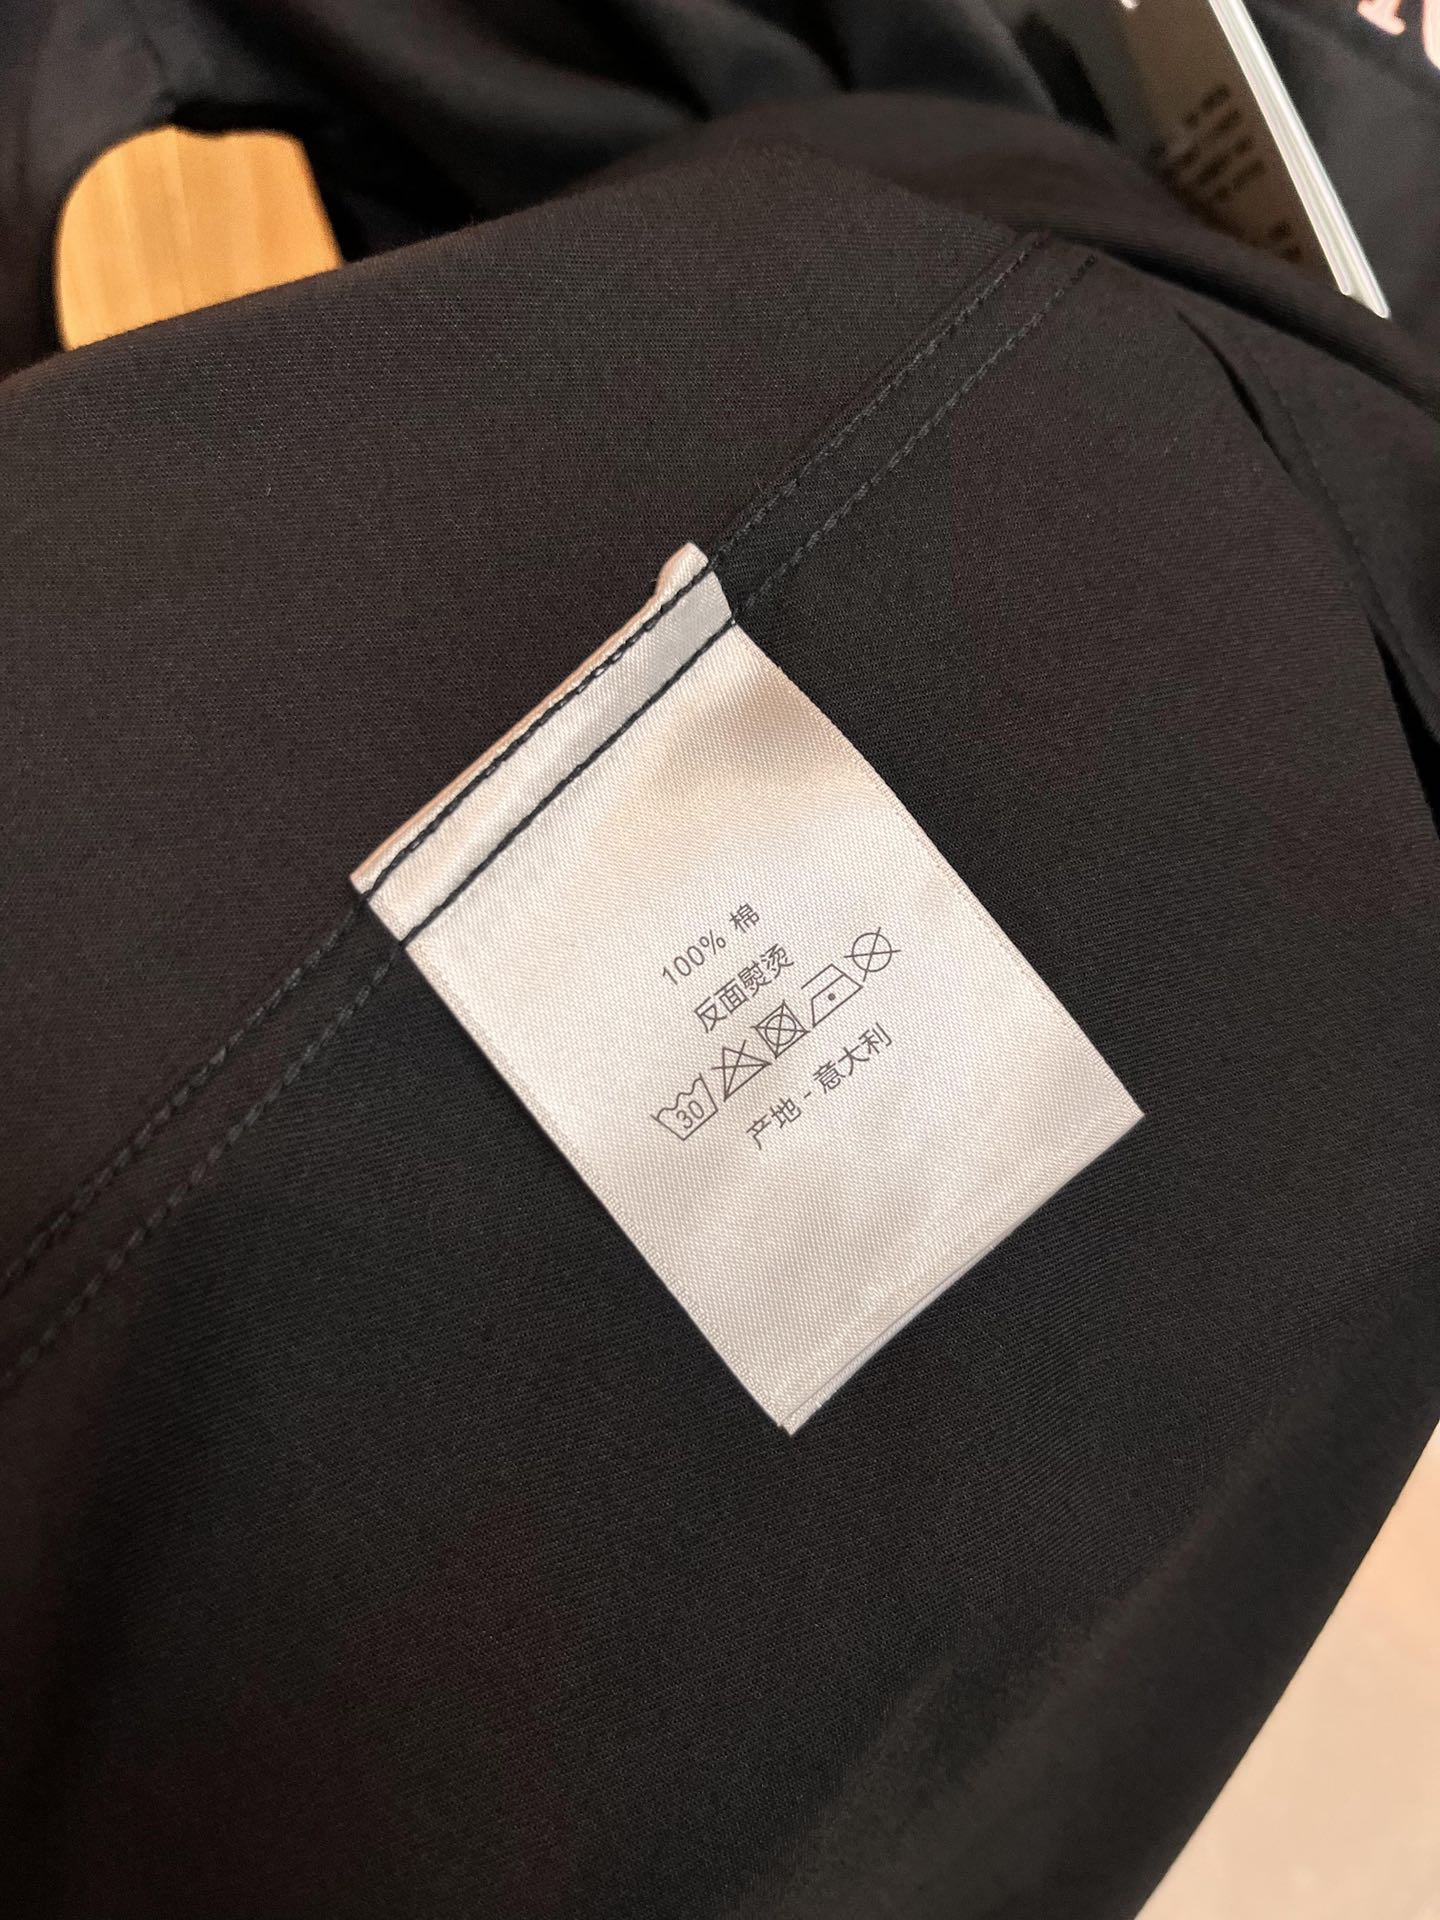 100% 棉
反面熨烫
30
产地 - 意大利